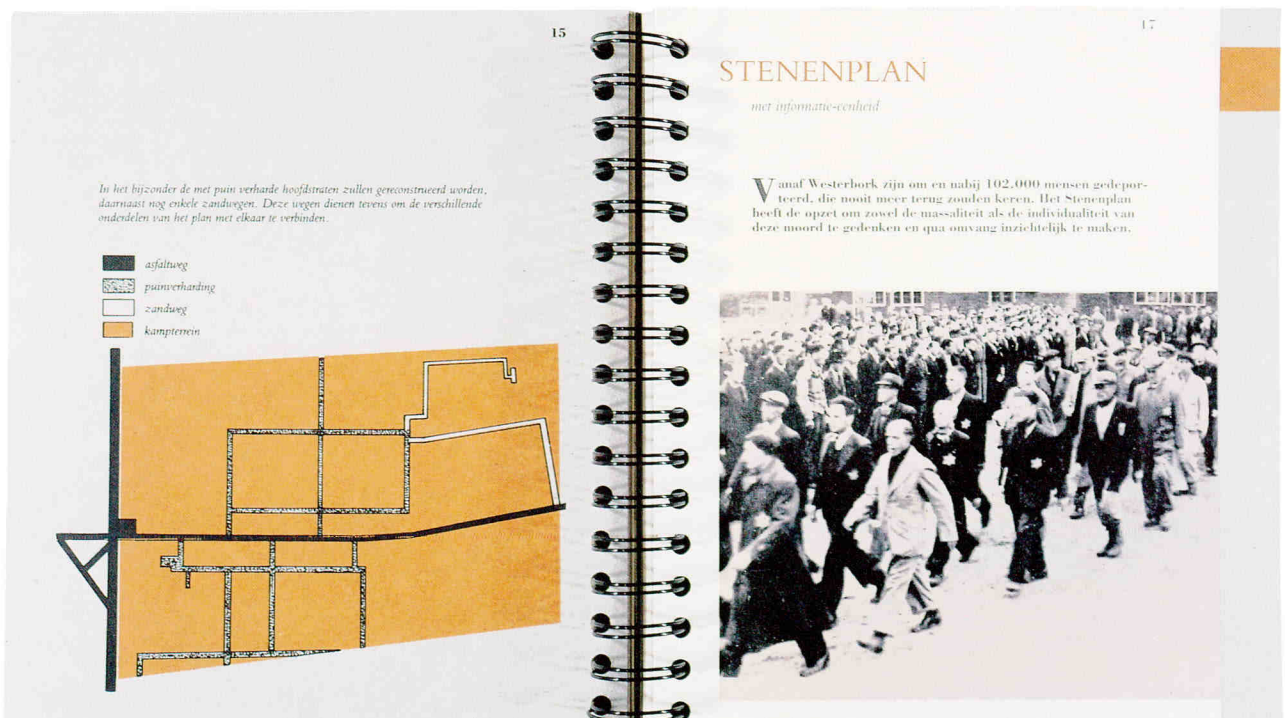 15
In het bijzonder de met puin verharde hoofdstraten zullen gereconstrueerd worden,
daarnaast nog enkele zandwegen. Deze wegen dienen tevens om de verschillende
onderdelen van het plan met elkaar te verbinden.
asfaltweg
puinverharding
zandweg
kampterrein
17
STENENPLAN
met informatie-eenheid
Vanaf Westerbork zijn om en nabij 102.000 mensen gedepor-
teerd, die nooit meer terug zouden keren. Het Stenenplan
heeft de opzet om zowel de massaliteit als de individualiteit van
deze moord te gedenken en qua omvang inzichtelijk te maken.